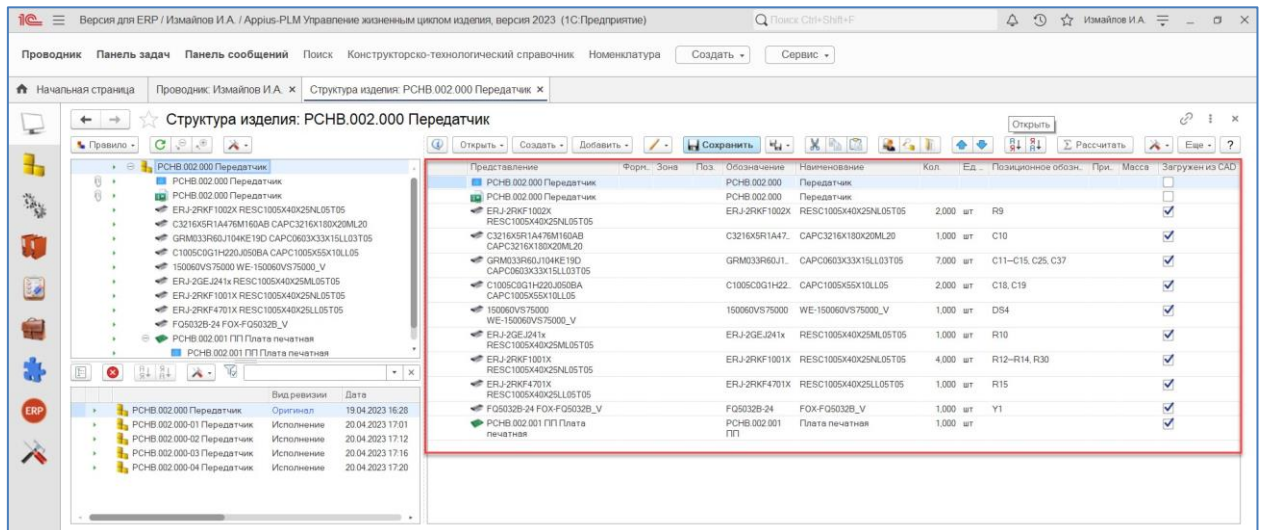 1С Версия для ERP / Измайлов И.А. / Appius-PLM Управление жизненным циклом изделия, версия 2023 (1С:Предприятие) Поиск Ctrl+Shift+F Измайлов И.А.
Проводник Панель задач Панель сообщений Поиск Конструкторско-технологический справочник Номенклатура Создать Сервис
Начальная страница Проводник: Измайлов И.А. × Структура изделия: РСНВ.002.000 Передатчик ×
Структура изделия: РСНВ.002.000 Передатчик
Открыть
Правило Открыть Создать Добавить Сохранить Рассчитать Еще ?
РСНВ.002.000 Передатчик
РСНВ.002.000 Передатчик
РСНВ.002.000 Передатчик
ERJ-2RKF1002X RESC1005X40X25NL05T05
C3216X5R1A476M160AB CAPC3216X180X20ML20
GRM033R60J104KE19D CAPC0603X33X15LL03T05
C1005C0G1H220J050BA CAPC1005X55X10LL05
150060VS75000 WE-150060VS75000_V
ERJ-2GEJ241x RESC1005X40X25ML05T05
ERJ-2RKF1001X RESC1005X40X25NL05T05
ERJ-2RKF4701X RESC1005X40X25LL05T05
FQ5032B-24 FOX-FQ5032B_V
РСНВ.002.001 ПП Плата печатная
РСНВ.002.001 ПП Плата печатная
Вид ревизии Дата
РСНВ.002.000 Передатчик Оригинал 19.04.2023 16:28
РСНВ.002.000-01 Передатчик Исполнение 20.04.2023 17:01
РСНВ.002.000-02 Передатчик Исполнение 20.04.2023 17:12
РСНВ.002.000-03 Передатчик Исполнение 20.04.2023 17:16
РСНВ.002.000-04 Передатчик Исполнение 20.04.2023 17:20
ERP
Представление Форм.. Зона Поз. Обозначение Наименование Кол. Ед... Позиционное обозн.. При.. Масса Загружен из CAD
РСНВ.002.000 Передатчик РСНВ.002.000 Передатчик
РСНВ.002.000 Передатчик РСНВ.002.000 Передатчик
ERJ-2RKF1002X ERJ-2RKF1002X RESC1005X40X25NL05T05 2,000 шт R9
RESC1005X40X25NL05T05
C3216X5R1A476M160AB C3216X5R1A47.. CAPC3216X180X20ML20 1,000 шт C10
CAPC3216X180X20ML20
GRM033R60J104KE19D GRM033R60J1.. CAPC0603X33X15LL03T05 7,000 шт C11–C15, C25, C37
CAPC0603X33X15LL03T05
C1005C0G1H220J050BA C1005C0G1H22.. CAPC1005X55X10LL05 2,000 шт C18, C19
CAPC1005X55X10LL05
150060VS75000 150060VS75000 WE-150060VS75000_V 1,000 шт DS4
WE-150060VS75000_V
ERJ-2GEJ241x ERJ-2GEJ241x RESC1005X40X25ML05T05 1,000 шт R10
RESC1005X40X25ML05T05
ERJ-2RKF1001X ERJ-2RKF1001X RESC1005X40X25NL05T05 4,000 шт R12–R14, R30
RESC1005X40X25NL05T05
ERJ-2RKF4701X ERJ-2RKF4701X RESC1005X40X25LL05T05 1,000 шт R15
RESC1005X40X25LL05T05
FQ5032B-24 FOX-FQ5032B_V FQ5032B-24 FOX-FQ5032B_V 1,000 шт Y1
РСНВ.002.001 ПП Плата РСНВ.002.001 Плата печатная 1,000 шт
печатная ПП